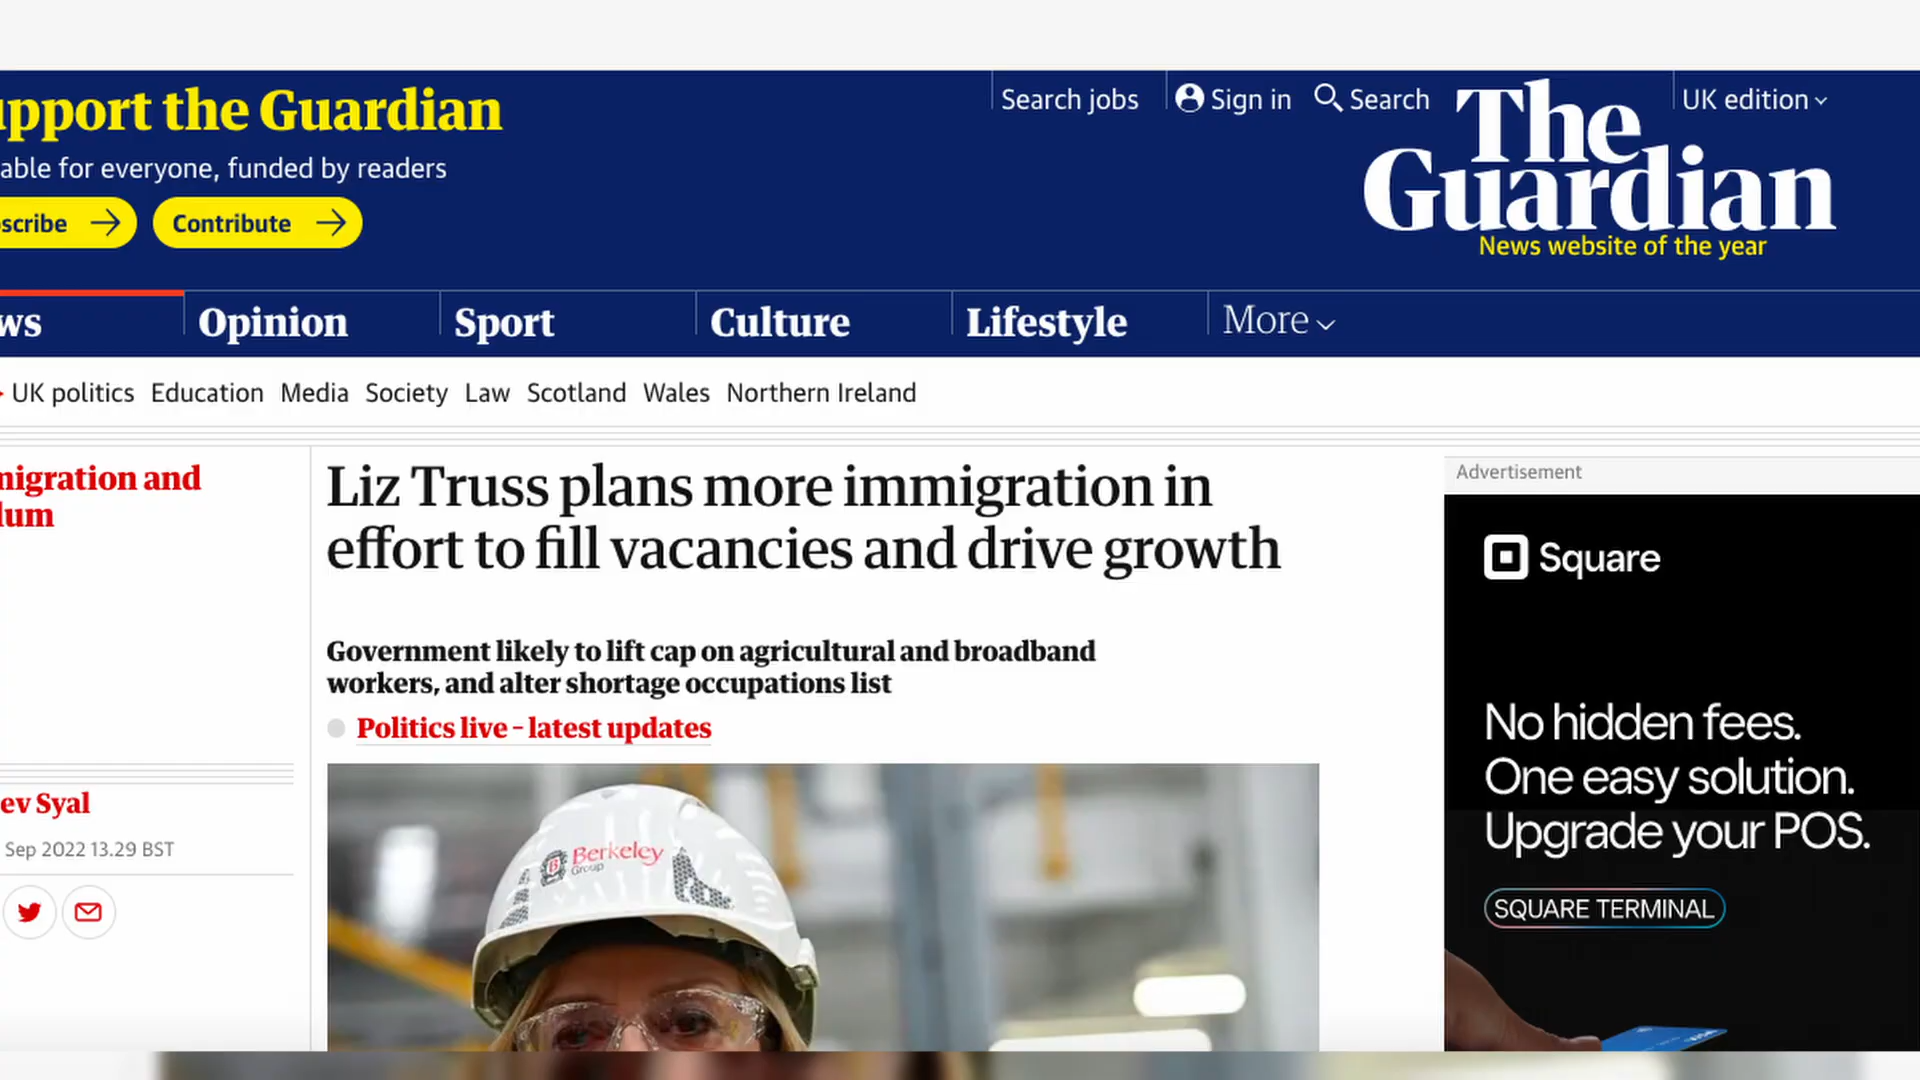 upport the Guardian
able for everyone, funded by readers
scribe
Contribute
Search jobs
Sign in
Search
UK edition
The
Guardian
News website of the year
ws
Opinion
Sport
Culture
Lifestyle
More
UK politics
Education
Media
Society
Law
Scotland
Wales
Northern Ireland
nigration and
lum
Liz Truss plans more immigration in
effort to fill vacancies and drive growth
Government likely to lift cap on agricultural and broadband
workers, and alter shortage occupations list
Politics live – latest updates
ev Syal
Sep 2022 13.29 BST
Berkeley
Group
Advertisement
Square
No hidden fees.
One easy solution.
Upgrade your POS.
SQUARE TERMINAL